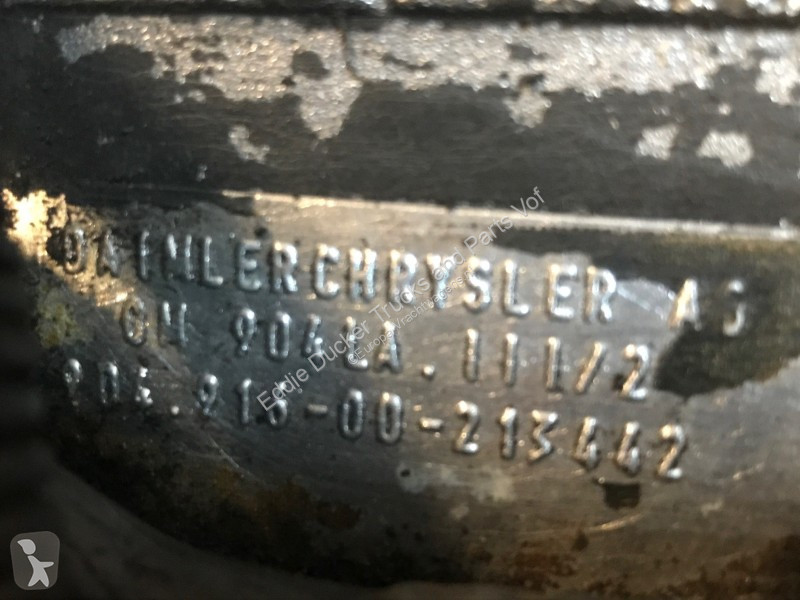 DAIMLERCHRYSLER AG
OM 904LA.III/2
904.916-00-213442
Eddie Ducker Trucks and Parts Vof